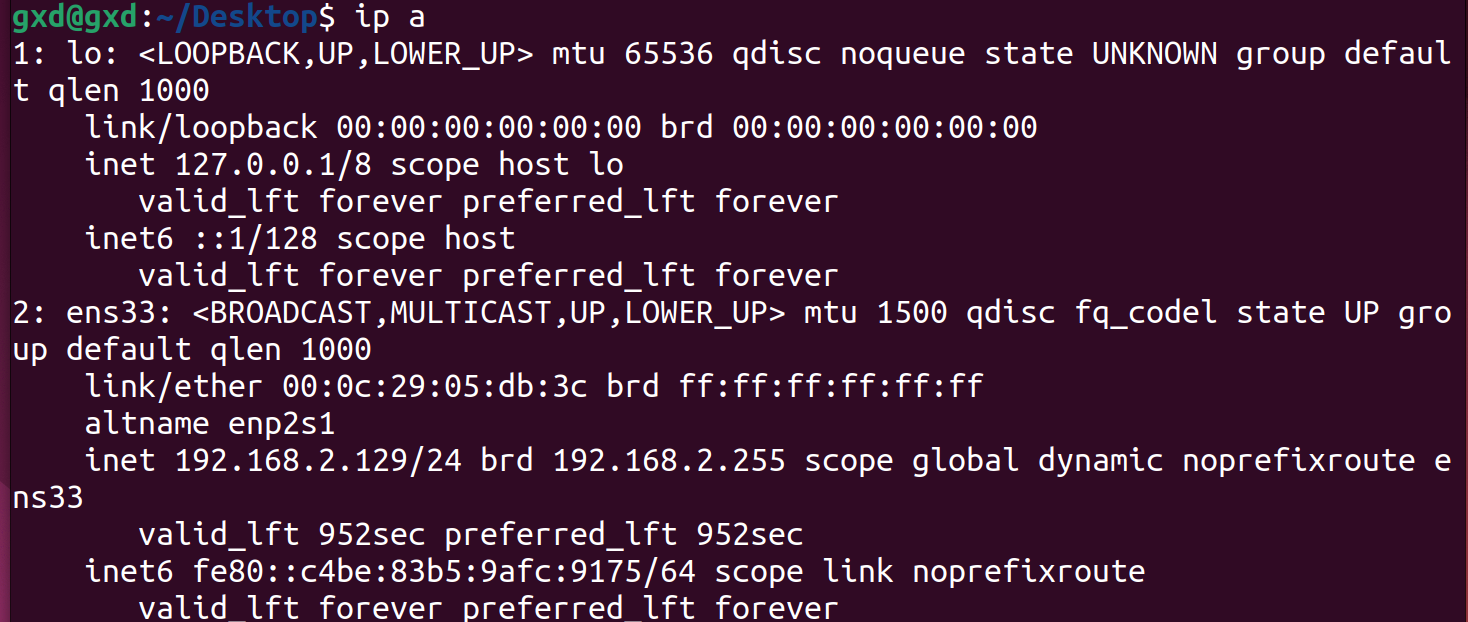 gxd@gxd:~/Desktop$ ip a
1: lo: <LOOPBACK,UP,LOWER_UP> mtu 65536 qdisc noqueue state UNKNOWN group defaul
t qlen 1000
    link/loopback 00:00:00:00:00:00 brd 00:00:00:00:00:00
    inet 127.0.0.1/8 scope host lo
       valid_lft forever preferred_lft forever
    inet6 ::1/128 scope host
       valid_lft forever preferred_lft forever
2: ens33: <BROADCAST,MULTICAST,UP,LOWER_UP> mtu 1500 qdisc fq_codel state UP gro
up default qlen 1000
    link/ether 00:0c:29:05:db:3c brd ff:ff:ff:ff:ff:ff
    altname enp2s1
    inet 192.168.2.129/24 brd 192.168.2.255 scope global dynamic noprefixroute e
ns33
       valid_lft 952sec preferred_lft 952sec
    inet6 fe80::c4be:83b5:9afc:9175/64 scope link noprefixroute
       valid_lft forever preferred_lft forever